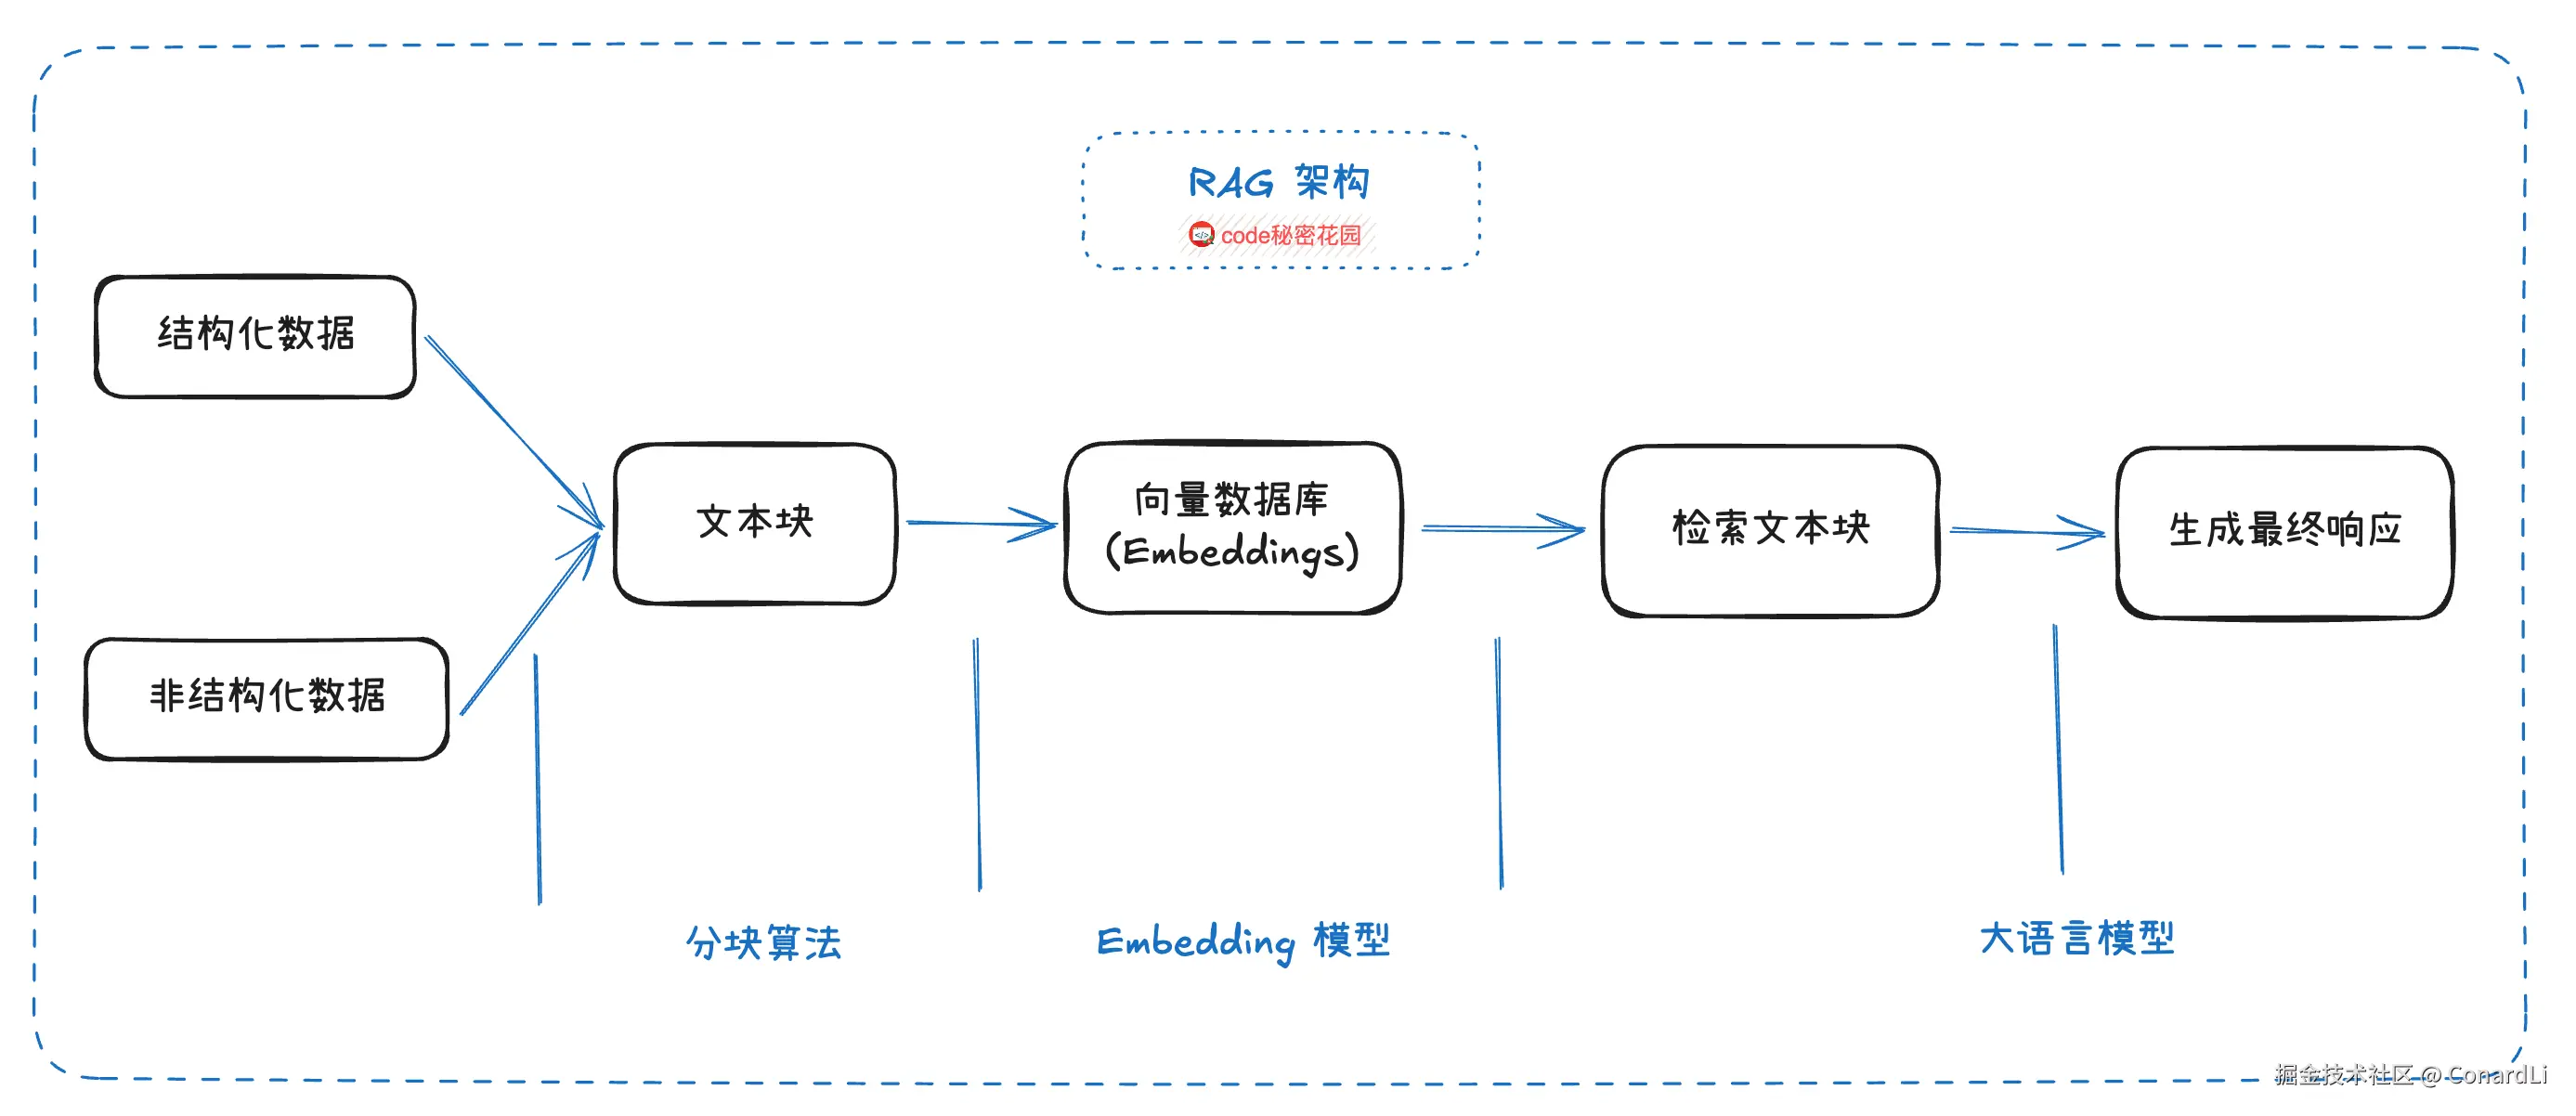 RAG 架构
code秘密花园
结构化数据
非结构化数据
文本块
向量数据库
(Embeddings)
检索文本块
生成最终响应
分块算法
Embedding 模型
大语言模型
掘金技术社区 @ ConardLi